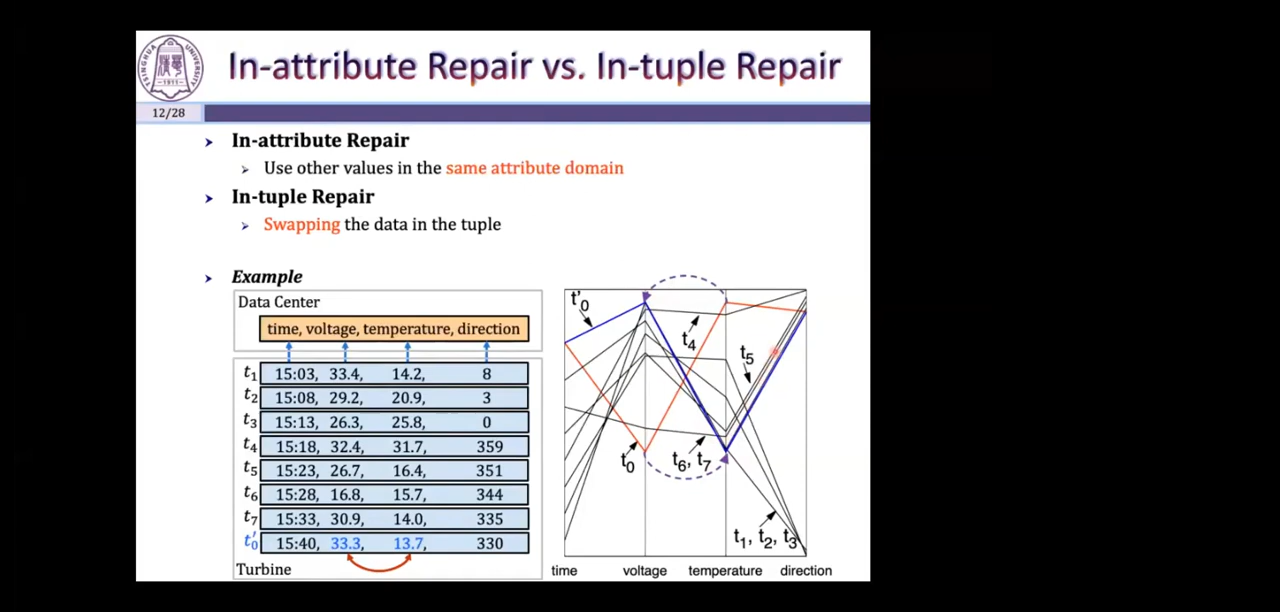 In-attribute Repair vs. In-tuple Repair
TSINGHUA UNIVERSITY
-1911-
12/28
In-attribute Repair
Use other values in the same attribute domain
In-tuple Repair
Swapping the data in the tuple
Example
Data Center
time, voltage, temperature, direction
t1 15:03, 33.4, 14.2, 8
t2 15:08, 29.2, 20.9, 3
t3 15:13, 26.3, 25.8, 0
t4 15:18, 32.4, 31.7, 359
t5 15:23, 26.7, 16.4, 351
t6 15:28, 16.8, 15.7, 344
t7 15:33, 30.9, 14.0, 335
t'0 15:40, 33.3, 13.7, 330
Turbine
t'0
t4
t5
t0
t6, t7
t1, t2, t3
time voltage temperature direction